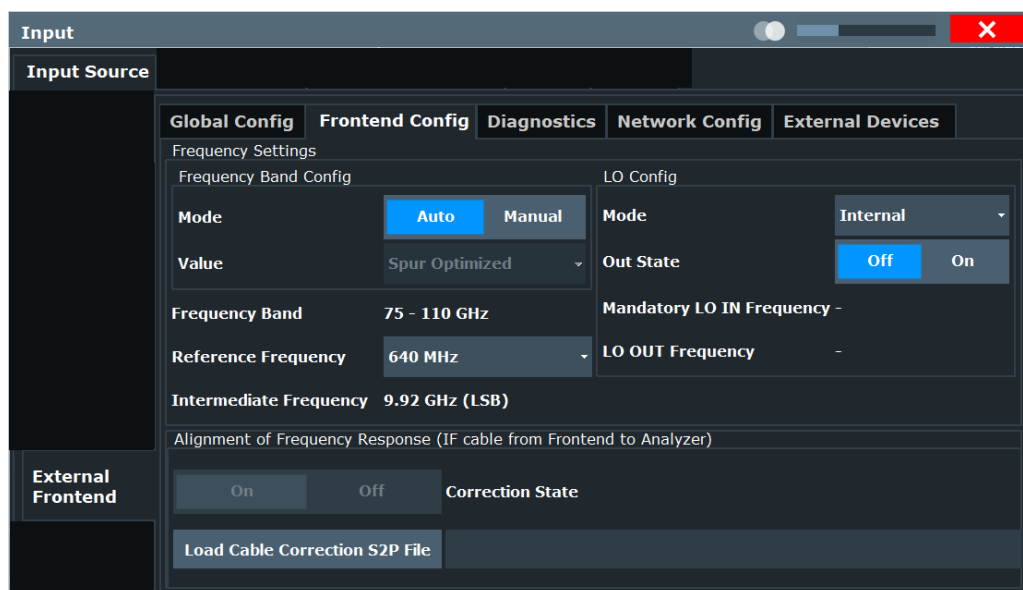 Input
Input Source
Global Config Frontend Config Diagnostics Network Config External Devices
Frequency Settings
Frequency Band Config
Mode Auto Manual
Value Spur Optimized
Frequency Band 75 - 110 GHz
Reference Frequency 640 MHz
Intermediate Frequency 9.92 GHz (LSB)
LO Config
Mode Internal
Out State Off On
Mandatory LO IN Frequency -
LO OUT Frequency -
Alignment of Frequency Response (IF cable from Frontend to Analyzer)
External
Frontend
On Off Correction State
Load Cable Correction S2P File